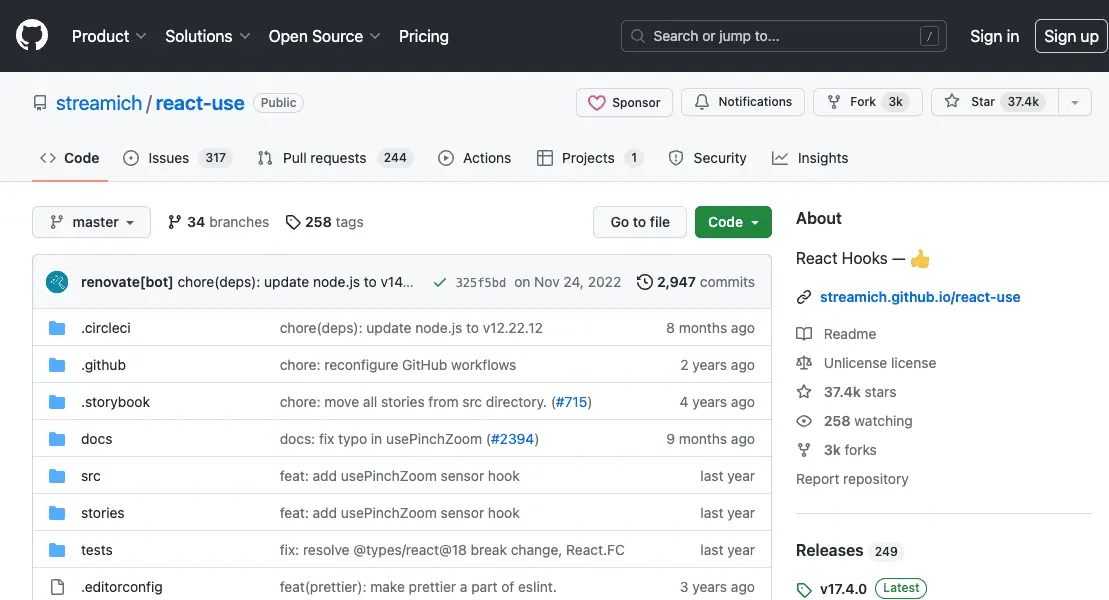 Product Solutions Open Source Pricing Search or jump to... / Sign in Sign up
streamich / react-use Public Sponsor Notifications Fork 3k Star 37.4k
Code Issues 317 Pull requests 244 Actions Projects 1 Security Insights
master 34 branches 258 tags Go to file Code
renovate[bot] chore(deps): update node.js to v14... 325f5bd on Nov 24, 2022 2,947 commits
.circleci chore(deps): update node.js to v12.22.12 8 months ago
.github chore: reconfigure GitHub workflows 2 years ago
.storybook chore: move all stories from src directory. (#715) 4 years ago
docs docs: fix typo in usePinchZoom (#2394) 9 months ago
src feat: add usePinchZoom sensor hook last year
stories feat: add usePinchZoom sensor hook last year
tests fix: resolve @types/react@18 break change, React.FC last year
.editorconfig feat(prettier): make prettier a part of eslint. 3 years ago
About
React Hooks — 👍
streamich.github.io/react-use
Readme
Unlicense license
37.4k stars
258 watching
3k forks
Report repository
Releases 249
v17.4.0 Latest